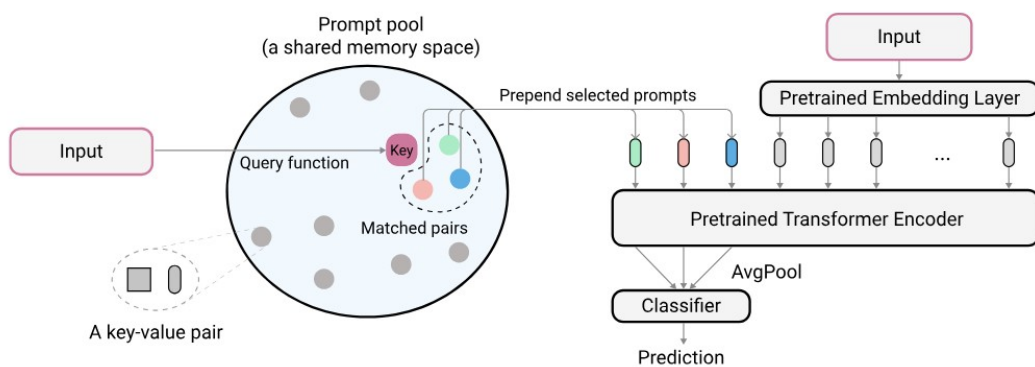 Prompt pool
(a shared memory space)
Input
Query function
Key
Matched pairs
A key-value pair
Prepend selected prompts
Input
Pretrained Embedding Layer
...
Pretrained Transformer Encoder
AvgPool
Classifier
Prediction